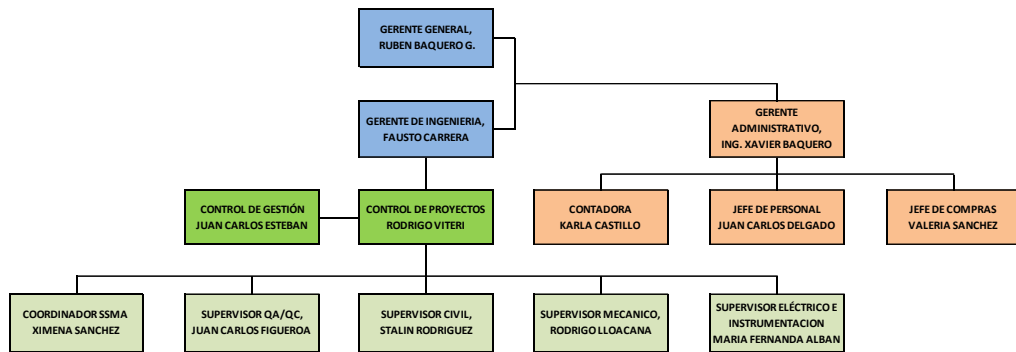 GERENTE GENERAL,
RUBEN BAQUERO G.
GERENTE DE INGENIERIA,
FAUSTO CARRERA
GERENTE
ADMINISTRATIVO,
ING. XAVIER BAQUERO
CONTROL DE GESTIÓN
JUAN CARLOS ESTEBAN
CONTROL DE PROYECTOS
RODRIGO VITERI
CONTADORA
KARLA CASTILLO
JEFE DE PERSONAL
JUAN CARLOS DELGADO
JEFE DE COMPRAS
VALERIA SANCHEZ
COORDINADOR SSMA
XIMENA SANCHEZ
SUPERVISOR QA/QC,
JUAN CARLOS FIGUEROA
SUPERVISOR CIVIL,
STALIN RODRIGUEZ
SUPERVISOR MECANICO,
RODRIGO LLOACANA
SUPERVISOR ELÉCTRICO E
INSTRUMENTACION
MARIA FERNANDA ALBAN